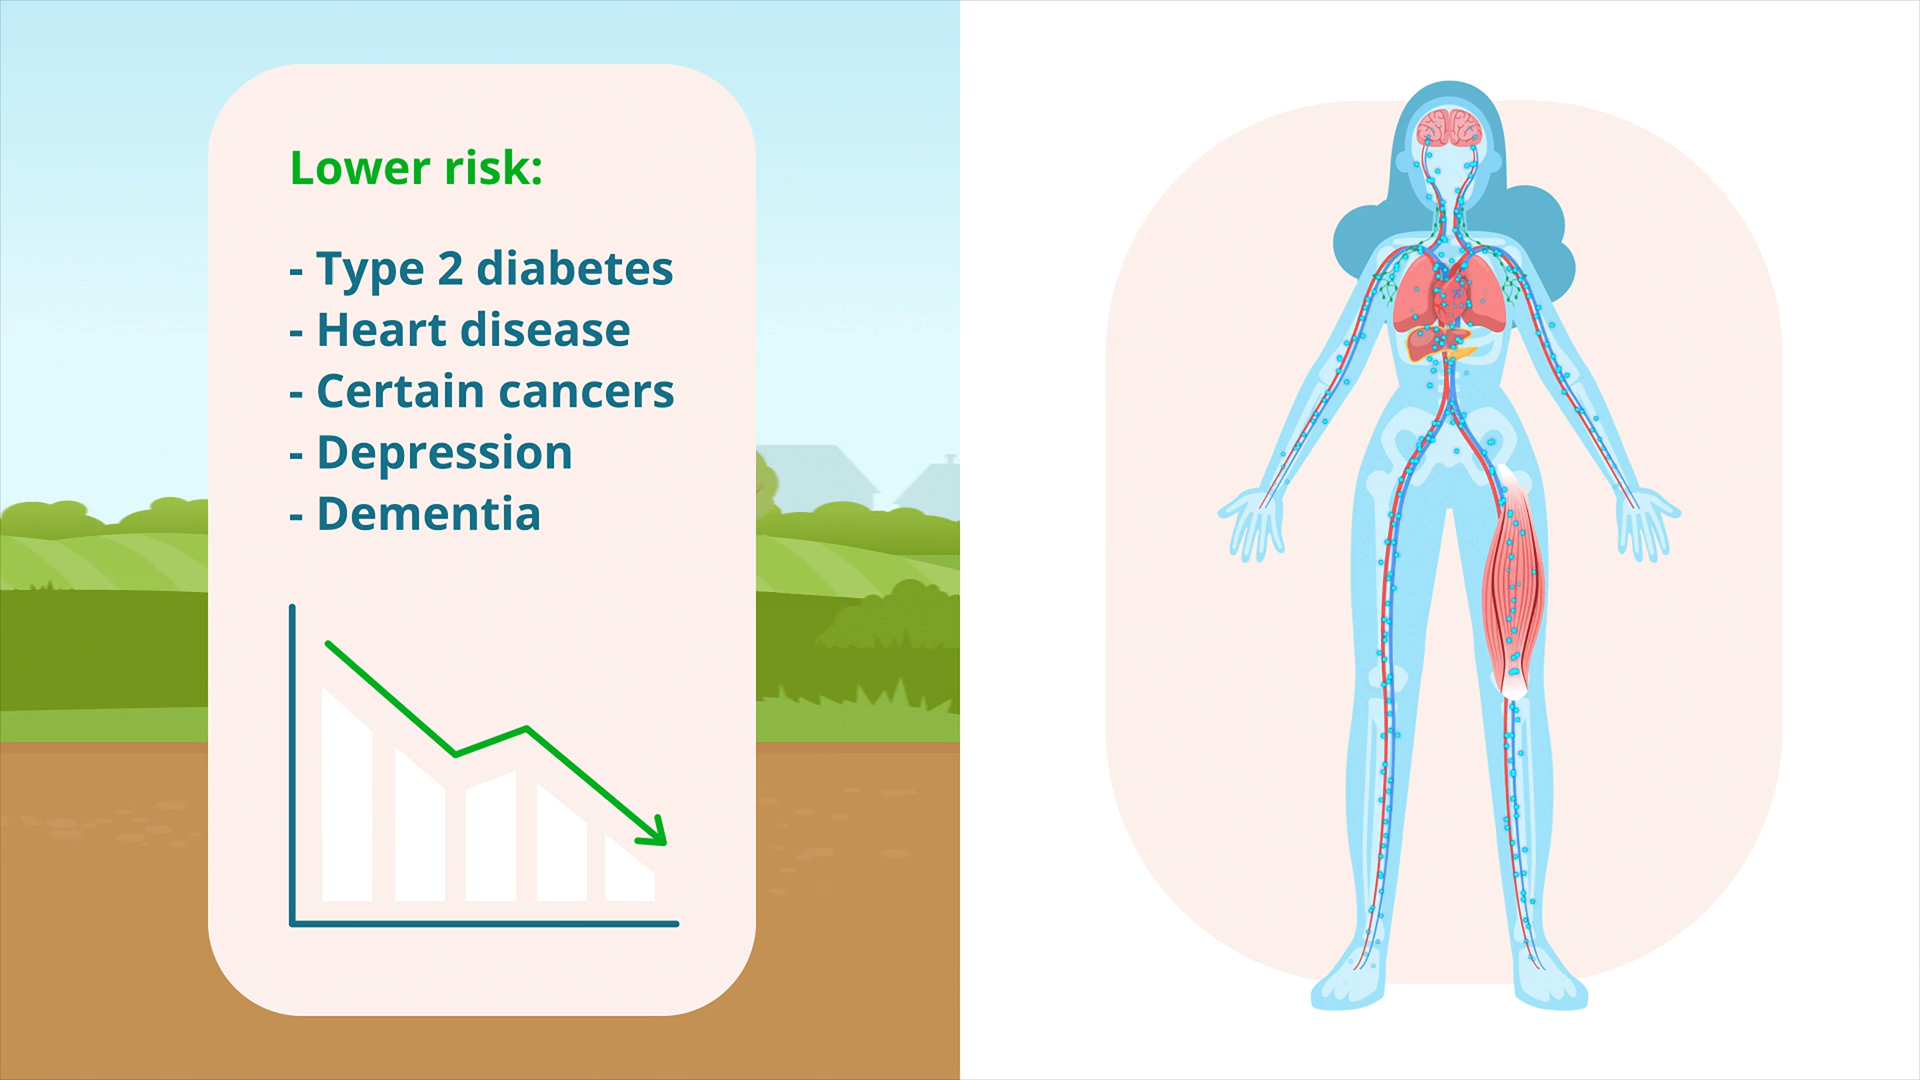 Lower risk:
- Type 2 diabetes
- Heart disease
- Certain cancers
- Depression
- Dementia